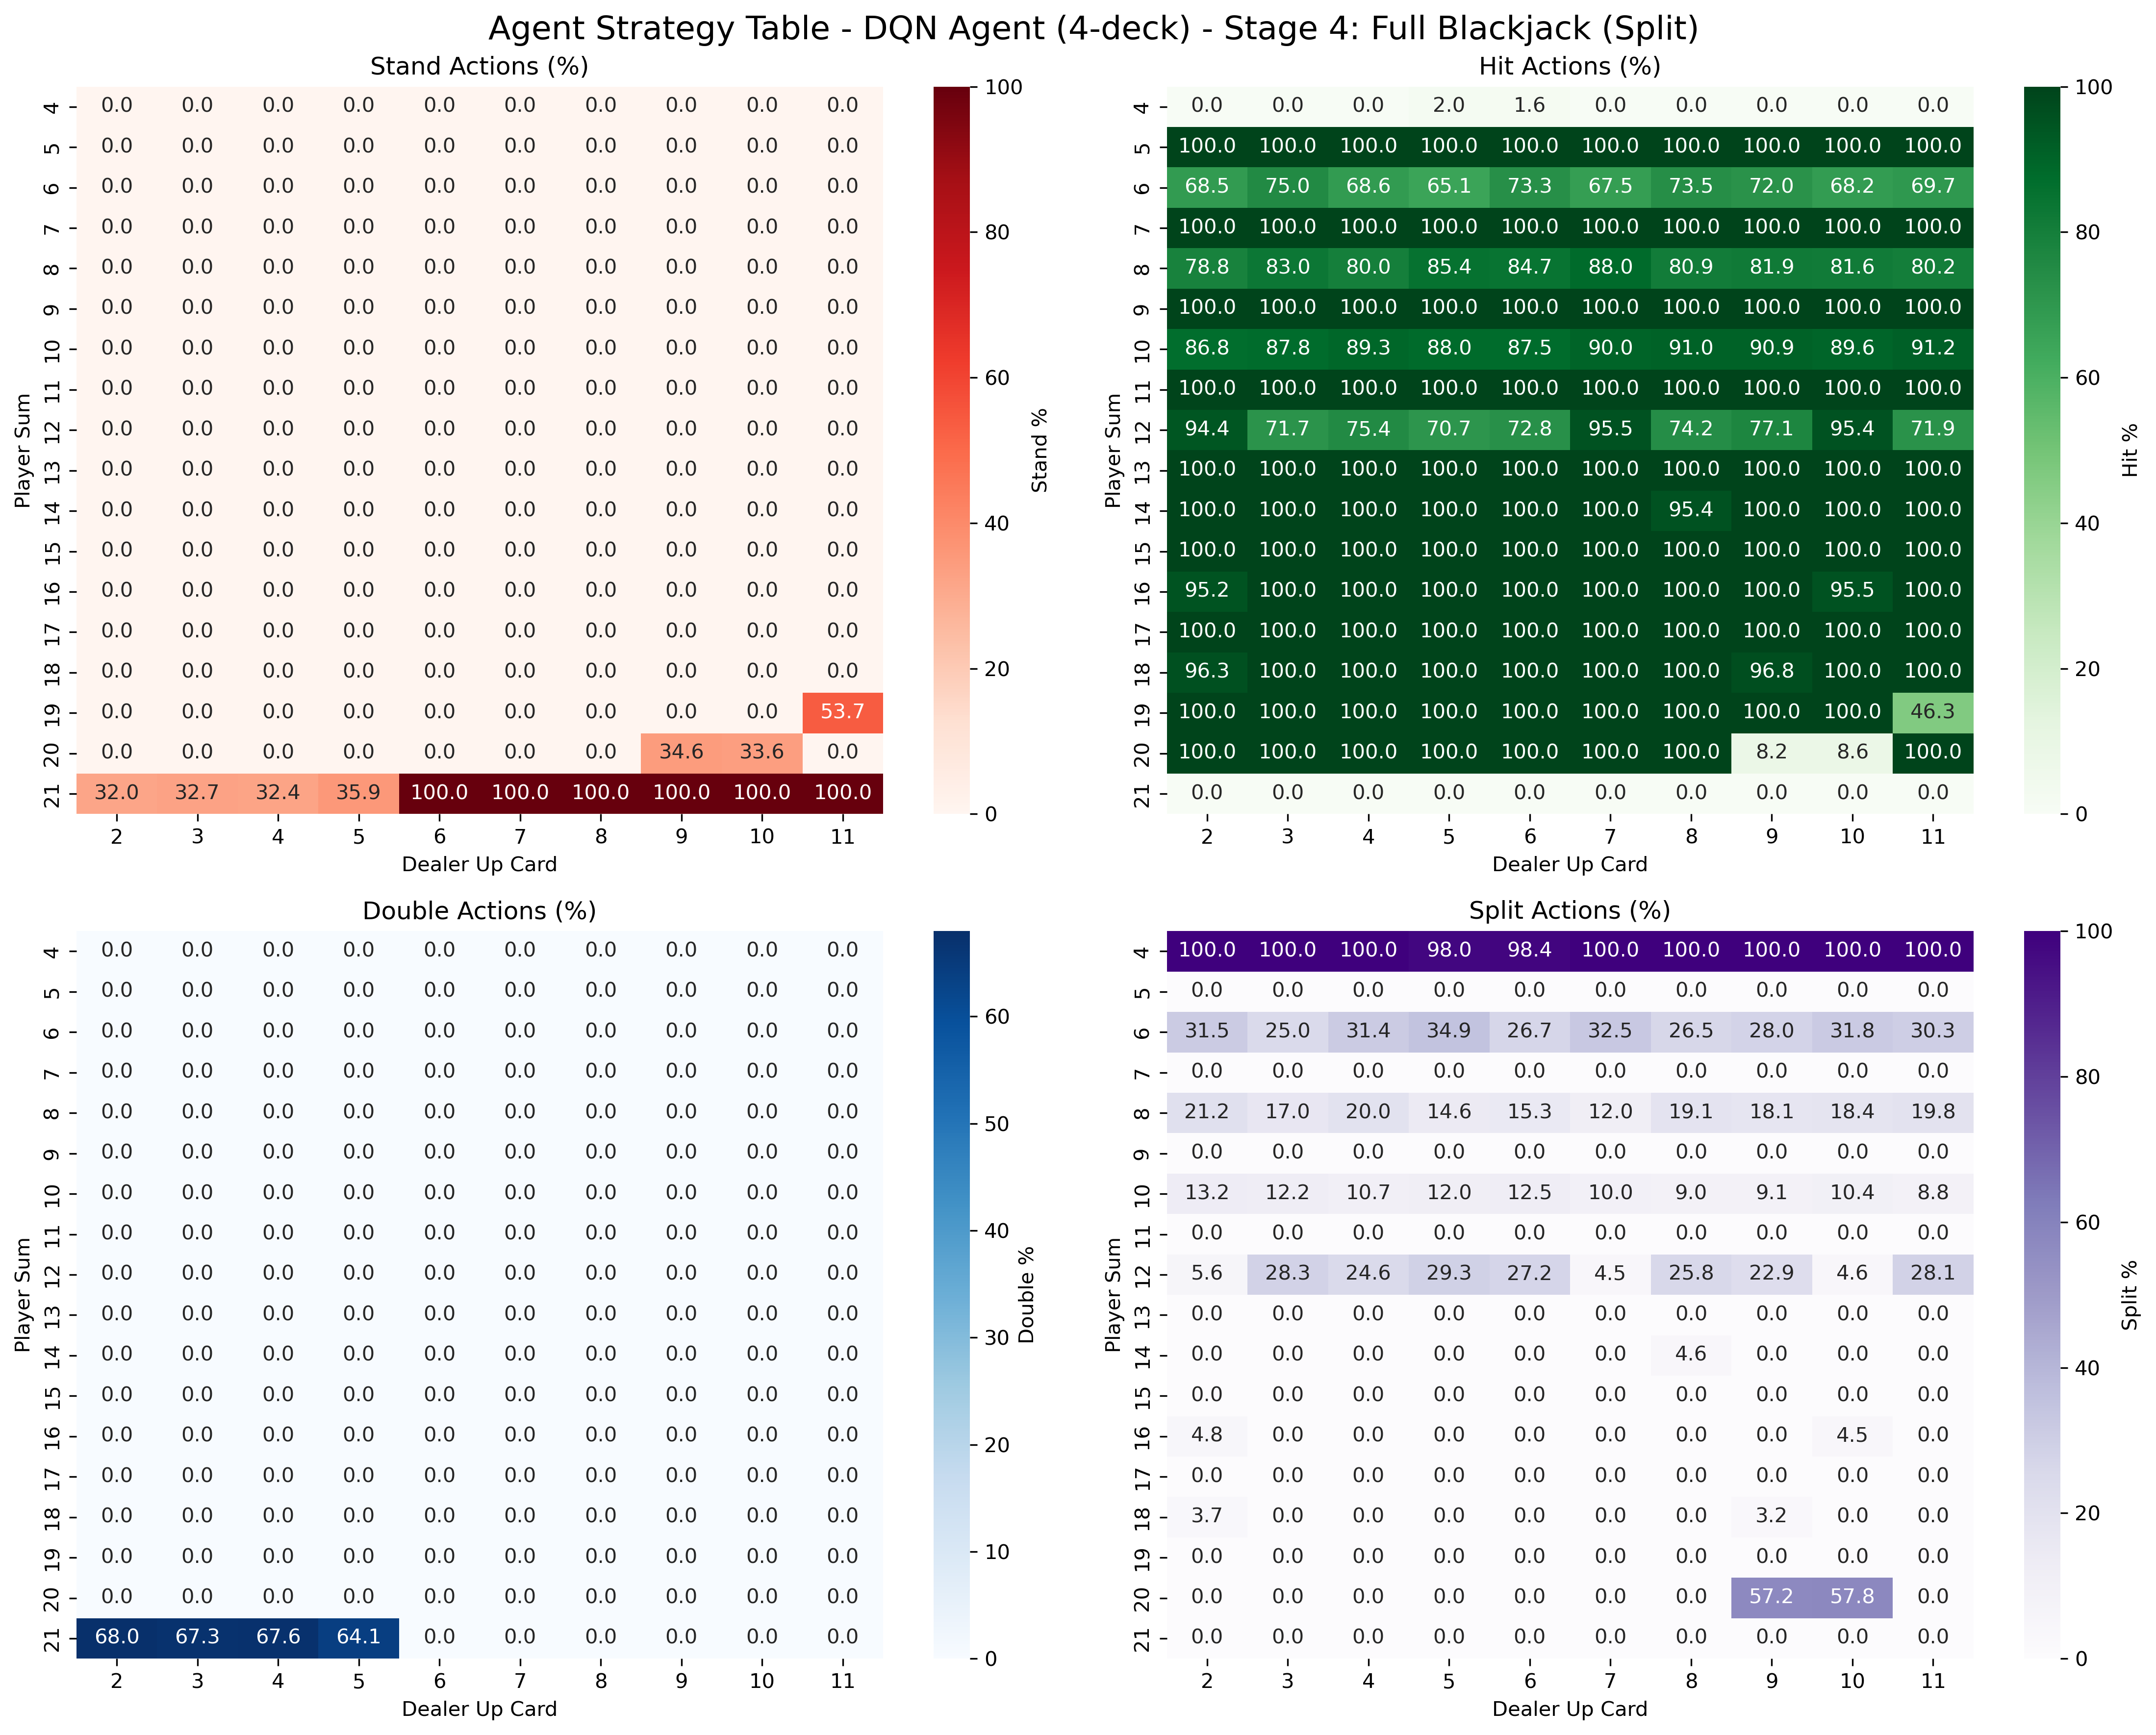 Agent Strategy Table - DQN Agent (4-deck) - Stage 4: Full Blackjack (Split)
Stand Actions (%)
Player Sum
4 0.0 0.0 0.0 0.0 0.0 0.0 0.0 0.0 0.0 0.0
5 0.0 0.0 0.0 0.0 0.0 0.0 0.0 0.0 0.0 0.0
6 0.0 0.0 0.0 0.0 0.0 0.0 0.0 0.0 0.0 0.0
7 0.0 0.0 0.0 0.0 0.0 0.0 0.0 0.0 0.0 0.0
8 0.0 0.0 0.0 0.0 0.0 0.0 0.0 0.0 0.0 0.0
9 0.0 0.0 0.0 0.0 0.0 0.0 0.0 0.0 0.0 0.0
10 0.0 0.0 0.0 0.0 0.0 0.0 0.0 0.0 0.0 0.0
11 0.0 0.0 0.0 0.0 0.0 0.0 0.0 0.0 0.0 0.0
12 0.0 0.0 0.0 0.0 0.0 0.0 0.0 0.0 0.0 0.0
13 0.0 0.0 0.0 0.0 0.0 0.0 0.0 0.0 0.0 0.0
14 0.0 0.0 0.0 0.0 0.0 0.0 0.0 0.0 0.0 0.0
15 0.0 0.0 0.0 0.0 0.0 0.0 0.0 0.0 0.0 0.0
16 0.0 0.0 0.0 0.0 0.0 0.0 0.0 0.0 0.0 0.0
17 0.0 0.0 0.0 0.0 0.0 0.0 0.0 0.0 0.0 0.0
18 0.0 0.0 0.0 0.0 0.0 0.0 0.0 0.0 0.0 0.0
19 0.0 0.0 0.0 0.0 0.0 0.0 0.0 0.0 0.0 53.7
20 0.0 0.0 0.0 0.0 0.0 0.0 0.0 34.6 33.6 0.0
21 32.0 32.7 32.4 35.9 100.0 100.0 100.0 100.0 100.0 100.0
2 3 4 5 6 7 8 9 10 11
Dealer Up Card
100
80
60
40
20
0
Stand %
Hit Actions (%)
Player Sum
4 0.0 0.0 0.0 2.0 1.6 0.0 0.0 0.0 0.0 0.0
5 100.0 100.0 100.0 100.0 100.0 100.0 100.0 100.0 100.0 100.0
6 68.5 75.0 68.6 65.1 73.3 67.5 73.5 72.0 68.2 69.7
7 100.0 100.0 100.0 100.0 100.0 100.0 100.0 100.0 100.0 100.0
8 78.8 83.0 80.0 85.4 84.7 88.0 80.9 81.9 81.6 80.2
9 100.0 100.0 100.0 100.0 100.0 100.0 100.0 100.0 100.0 100.0
10 86.8 87.8 89.3 88.0 87.5 90.0 91.0 90.9 89.6 91.2
11 100.0 100.0 100.0 100.0 100.0 100.0 100.0 100.0 100.0 100.0
12 94.4 71.7 75.4 70.7 72.8 95.5 74.2 77.1 95.4 71.9
13 100.0 100.0 100.0 100.0 100.0 100.0 100.0 100.0 100.0 100.0
14 100.0 100.0 100.0 100.0 100.0 100.0 95.4 100.0 100.0 100.0
15 100.0 100.0 100.0 100.0 100.0 100.0 100.0 100.0 100.0 100.0
16 95.2 100.0 100.0 100.0 100.0 100.0 100.0 100.0 95.5 100.0
17 100.0 100.0 100.0 100.0 100.0 100.0 100.0 100.0 100.0 100.0
18 96.3 100.0 100.0 100.0 100.0 100.0 100.0 96.8 100.0 100.0
19 100.0 100.0 100.0 100.0 100.0 100.0 100.0 100.0 100.0 46.3
20 100.0 100.0 100.0 100.0 100.0 100.0 100.0 8.2 8.6 100.0
21 0.0 0.0 0.0 0.0 0.0 0.0 0.0 0.0 0.0 0.0
2 3 4 5 6 7 8 9 10 11
Dealer Up Card
100
80
60
40
20
0
Hit %
Double Actions (%)
Player Sum
4 0.0 0.0 0.0 0.0 0.0 0.0 0.0 0.0 0.0 0.0
5 0.0 0.0 0.0 0.0 0.0 0.0 0.0 0.0 0.0 0.0
6 0.0 0.0 0.0 0.0 0.0 0.0 0.0 0.0 0.0 0.0
7 0.0 0.0 0.0 0.0 0.0 0.0 0.0 0.0 0.0 0.0
8 0.0 0.0 0.0 0.0 0.0 0.0 0.0 0.0 0.0 0.0
9 0.0 0.0 0.0 0.0 0.0 0.0 0.0 0.0 0.0 0.0
10 0.0 0.0 0.0 0.0 0.0 0.0 0.0 0.0 0.0 0.0
11 0.0 0.0 0.0 0.0 0.0 0.0 0.0 0.0 0.0 0.0
12 0.0 0.0 0.0 0.0 0.0 0.0 0.0 0.0 0.0 0.0
13 0.0 0.0 0.0 0.0 0.0 0.0 0.0 0.0 0.0 0.0
14 0.0 0.0 0.0 0.0 0.0 0.0 0.0 0.0 0.0 0.0
15 0.0 0.0 0.0 0.0 0.0 0.0 0.0 0.0 0.0 0.0
16 0.0 0.0 0.0 0.0 0.0 0.0 0.0 0.0 0.0 0.0
17 0.0 0.0 0.0 0.0 0.0 0.0 0.0 0.0 0.0 0.0
18 0.0 0.0 0.0 0.0 0.0 0.0 0.0 0.0 0.0 0.0
19 0.0 0.0 0.0 0.0 0.0 0.0 0.0 0.0 0.0 0.0
20 0.0 0.0 0.0 0.0 0.0 0.0 0.0 0.0 0.0 0.0
21 68.0 67.3 67.6 64.1 0.0 0.0 0.0 0.0 0.0 0.0
2 3 4 5 6 7 8 9 10 11
Dealer Up Card
60
50
40
30
20
10
0
Double %
Split Actions (%)
Player Sum
4 100.0 100.0 100.0 98.0 98.4 100.0 100.0 100.0 100.0 100.0
5 0.0 0.0 0.0 0.0 0.0 0.0 0.0 0.0 0.0 0.0
6 31.5 25.0 31.4 34.9 26.7 32.5 26.5 28.0 31.8 30.3
7 0.0 0.0 0.0 0.0 0.0 0.0 0.0 0.0 0.0 0.0
8 21.2 17.0 20.0 14.6 15.3 12.0 19.1 18.1 18.4 19.8
9 0.0 0.0 0.0 0.0 0.0 0.0 0.0 0.0 0.0 0.0
10 13.2 12.2 10.7 12.0 12.5 10.0 9.0 9.1 10.4 8.8
11 0.0 0.0 0.0 0.0 0.0 0.0 0.0 0.0 0.0 0.0
12 5.6 28.3 24.6 29.3 27.2 4.5 25.8 22.9 4.6 28.1
13 0.0 0.0 0.0 0.0 0.0 0.0 0.0 0.0 0.0 0.0
14 0.0 0.0 0.0 0.0 0.0 0.0 4.6 0.0 0.0 0.0
15 0.0 0.0 0.0 0.0 0.0 0.0 0.0 0.0 0.0 0.0
16 4.8 0.0 0.0 0.0 0.0 0.0 0.0 0.0 4.5 0.0
17 0.0 0.0 0.0 0.0 0.0 0.0 0.0 0.0 0.0 0.0
18 3.7 0.0 0.0 0.0 0.0 0.0 0.0 3.2 0.0 0.0
19 0.0 0.0 0.0 0.0 0.0 0.0 0.0 0.0 0.0 0.0
20 0.0 0.0 0.0 0.0 0.0 0.0 0.0 57.2 57.8 0.0
21 0.0 0.0 0.0 0.0 0.0 0.0 0.0 0.0 0.0 0.0
2 3 4 5 6 7 8 9 10 11
Dealer Up Card
100
80
60
40
20
0
Split %